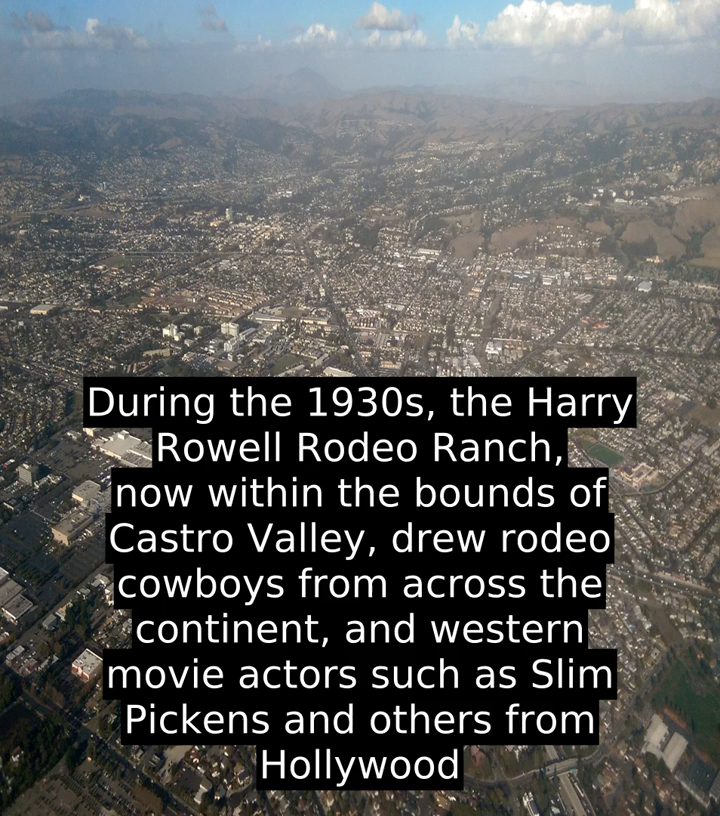 During the 1930s, the Harry
Rowell Rodeo Ranch,
now within the bounds of
Castro Valley, drew rodeo
cowboys from across the
continent, and western
movie actors such as Slim
Pickens and others from
Hollywood